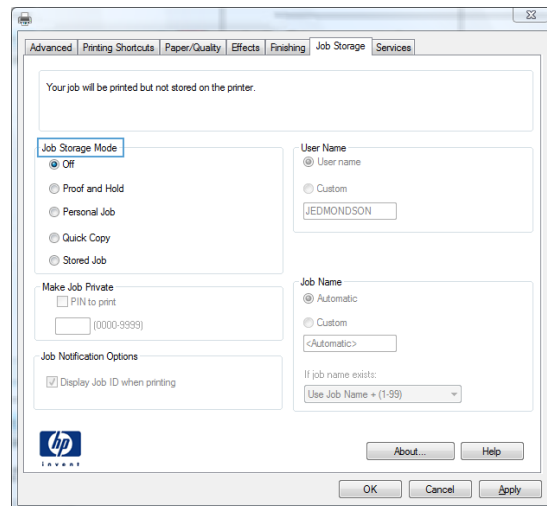 Advanced Printing Shortcuts Paper/Quality Effects Finishing Job Storage Services
Your job will be printed but not stored on the printer.
Job Storage Mode
Off
Proof and Hold
Personal Job
Quick Copy
Stored Job
User Name
User name
Custom
JEDMONDSON
Make Job Private
PIN to print
(0000-9999)
Job Name
Automatic
Custom
<Automatic>
If job name exists:
Use Job Name + (1-99)
Job Notification Options
Display Job ID when printing
hp
invent
About... Help
OK Cancel Apply